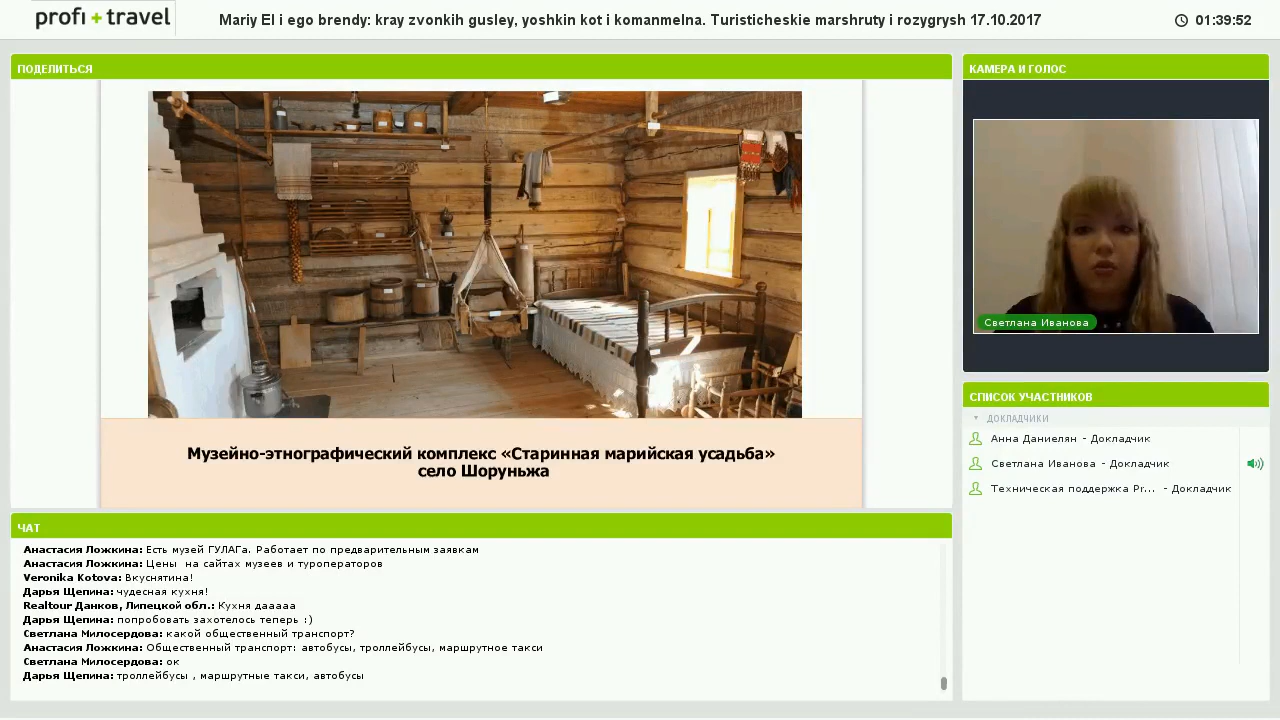 profi + travel
Mariy El i ego brendy: kray zvonkih gusley, yoshkin kot i komanmelna. Turisticheskie marshruty i rozygrysh 17.10.2017
01:39:52
ПОДЕЛИТЬСЯ
Музейно-этнографический комплекс «Старинная марийская усадьба»
село Шоруньжа
ЧАТ
Анастасия Ложкина: Есть музей ГУЛАГа. Работает по предварительным заявкам
Анастасия Ложкина: Цены на сайтах музеев и туроператоров
Veronika Kotova: Вкуснятина!
Дарья Щепина: чудесная кухня!
Realtour Данков, Липецкой обл.: Кухня дааааа
Дарья Щепина: попробовать захотелось теперь :)
Светлана Милосердова: какой общественный транспорт?
Анастасия Ложкина: Общественный транспорт: автобусы, троллейбусы, маршрутное такси
Светлана Милосердова: ок
Дарья Щепина: троллейбусы , маршрутные такси, автобусы
КАМЕРА И ГОЛОС
Светлана Иванова
СПИСОК УЧАСТНИКОВ
ДОКЛАДЧИКИ
Анна Даниелян - Докладчик
Светлана Иванова - Докладчик
Техническая поддержка Pr... - Докладчик